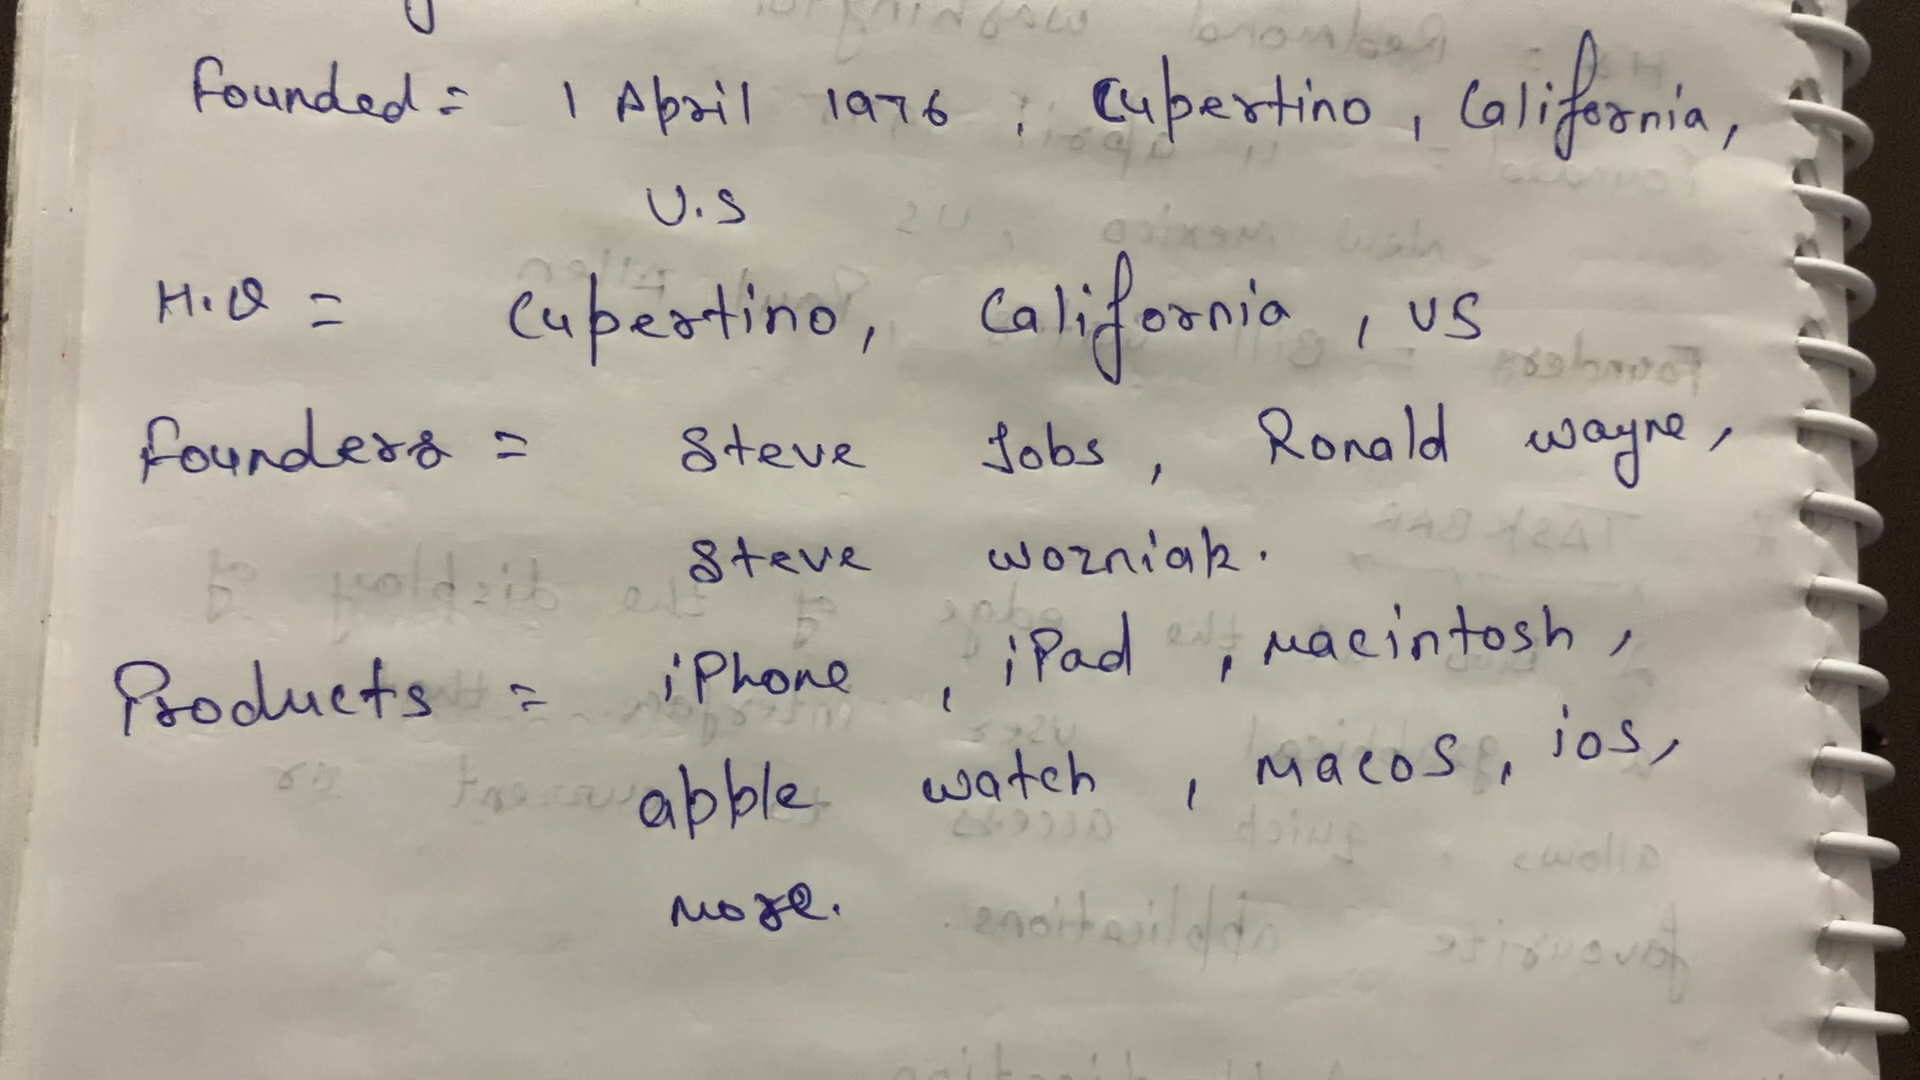 Founded = 1 April 1976 , Cupertino , California,
U.S
H.Q = Cupertino, California , US
Founders = Steve Jobs , Ronald wayne,
Steve wozniak.
Products = iPhone , iPad , Macintosh,
apple watch , Macos, ios,
More.